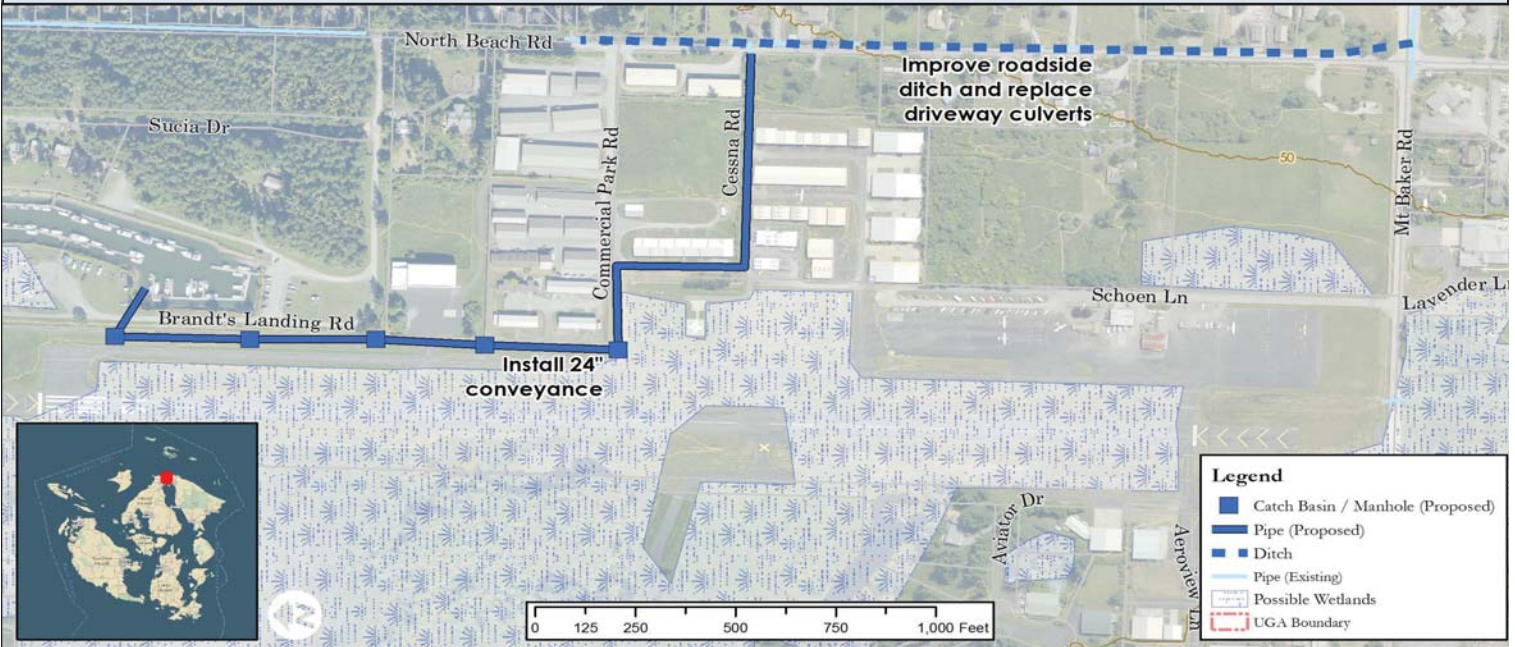 North Beach Rd
Improve roadside
ditch and replace
driveway culverts
Sucia Dr
Commercial Park Rd
Cessna Rd
50
Mt Baker Rd
Schoen Ln
Lavender Ln
Brandt's Landing Rd
Install 24"
conveyance
Aviator Dr
Aeroview Ln
N
0 125 250 500 750 1,000 Feet
Legend
Catch Basin / Manhole (Proposed)
Pipe (Proposed)
Ditch
Pipe (Existing)
Possible Wetlands
UGA Boundary